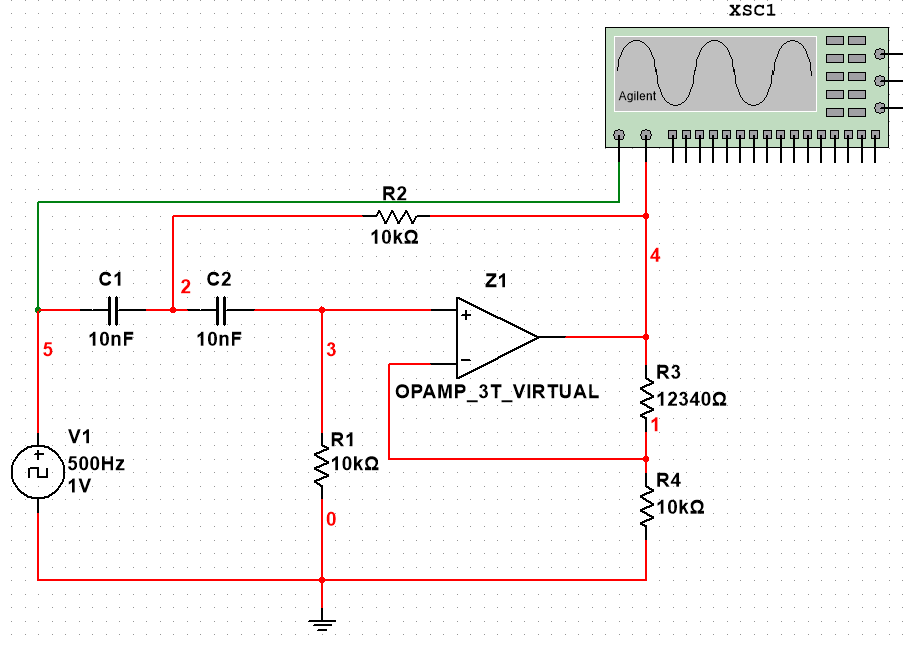 XSC1
Agilent
R2
10kΩ
4
C1
2
C2
Z1
10nF
10nF
+
−
5
3
OPAMP_3T_VIRTUAL
R3
12340Ω
1
V1
+
500Hz
1V
R1
10kΩ
R4
10kΩ
0